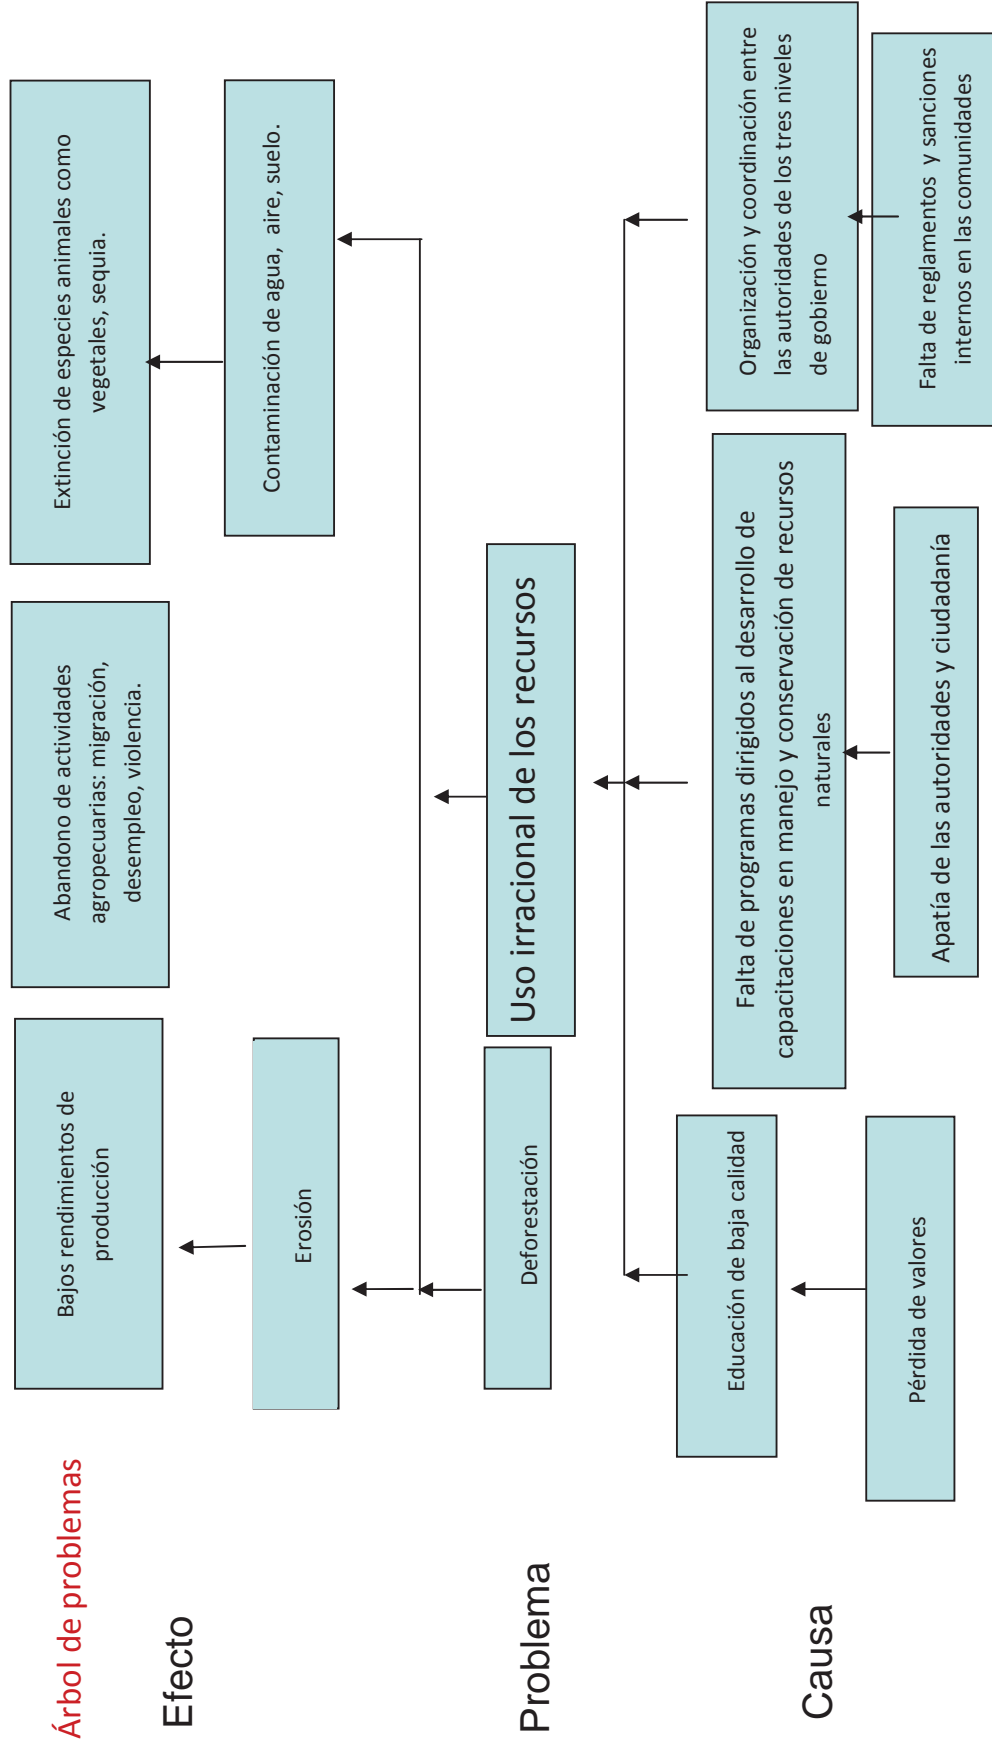 Árbol de problemas
Efecto
Bajos rendimientos de
producción
Abandono de actividades
agropecuarias: migración,
desempleo, violencia.
Extinción de especies animales como
vegetales, sequia.
Erosión
Contaminación de agua, aire, suelo.
Problema
Deforestación
Uso irracional de los recursos
Causa
Educación de baja calidad
Falta de programas dirigidos al desarrollo de
capacitaciones en manejo y conservación de recursos
naturales
Organización y coordinación entre
las autoridades de los tres niveles
de gobierno
Pérdida de valores
Apatía de las autoridades y ciudadanía
Falta de reglamentos y sanciones
internos en las comunidades